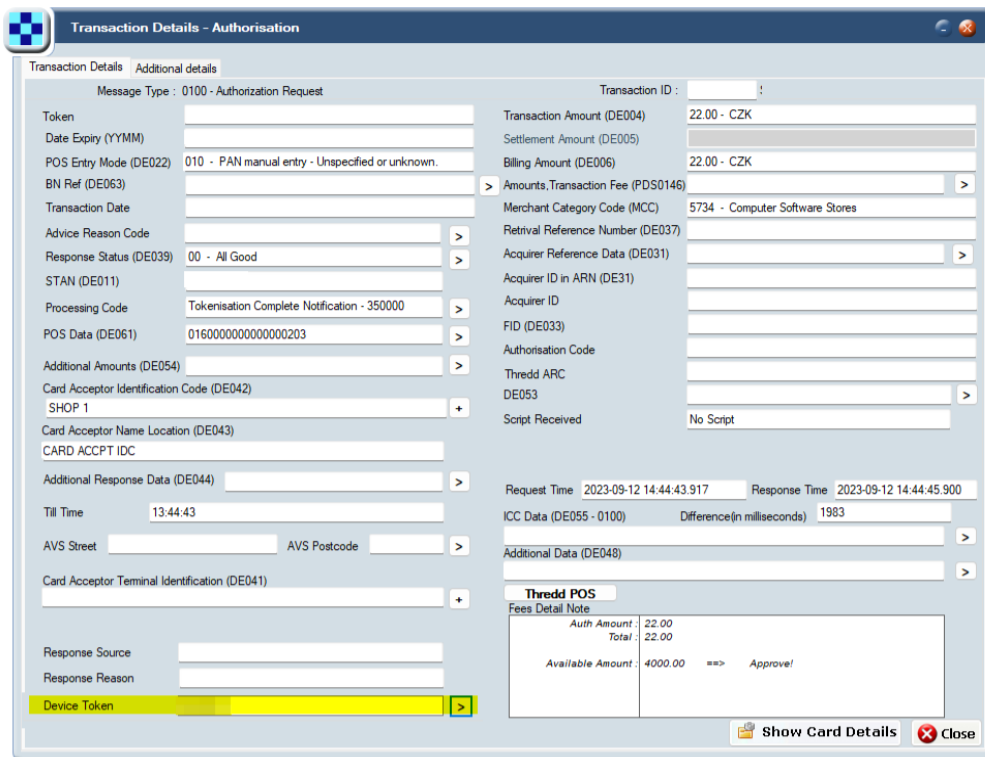 Transaction Details - Authorisation
Transaction Details Additional details
Message Type : 0100 - Authorization Request
Transaction ID :
Token
Date Expiry (YYMM)
POS Entry Mode (DE022) 010 - PAN manual entry - Unspecified or unknown.
BN Ref (DE063) >
Transaction Date
Advice Reason Code >
Response Status (DE039) 00 - All Good >
STAN (DE011)
Processing Code Tokenisation Complete Notification - 350000 >
POS Data (DE061) 0160000000000000203 >
Additional Amounts (DE054) >
Card Acceptor Identification Code (DE042)
SHOP 1 +
Card Acceptor Name Location (DE043)
CARD ACCPT IDC
Additional Response Data (DE044) >
Till Time 13:44:43
AVS Street AVS Postcode >
Card Acceptor Terminal Identification (DE041)
+
Response Source
Response Reason
Device Token >
Transaction Amount (DE004) 22.00 - CZK
Settlement Amount (DE005)
Billing Amount (DE006) 22.00 - CZK
Amounts,Transaction Fee (PDS0146) >
Merchant Category Code (MCC) 5734 - Computer Software Stores
Retrival Reference Number (DE037)
Acquirer Reference Data (DE031) >
Acquirer ID in ARN (DE31)
Acquirer ID
FID (DE033)
Authorisation Code
Thredd ARC
DE053 >
Script Received No Script
Request Time 2023-09-12 14:44:43.917 Response Time 2023-09-12 14:44:45.900
ICC Data (DE055 - 0100) Difference(in milliseconds) 1983
>
Additional Data (DE048)
>
Thredd POS
Fees Detail Note
Auth Amount : 22.00
Total : 22.00
Available Amount : 4000.00 ==> Approve!
Show Card Details Close